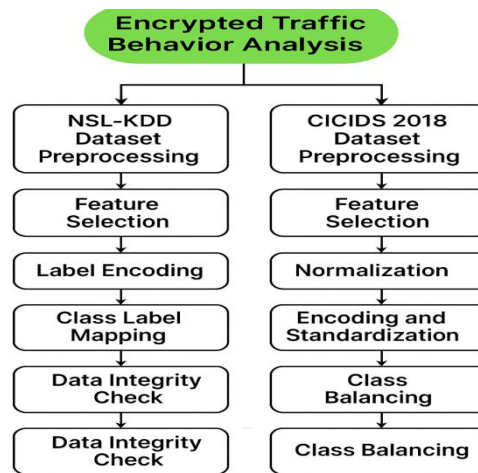 Encrypted Traffic
Behavior Analysis
NSL-KDD
Dataset
Preprocessing
Feature
Selection
Label Encoding
Class Label
Mapping
Data Integrity
Check
Data Integrity
Check
CICIDS 2018
Dataset
Preprocessing
Feature
Selection
Normalization
Encoding and
Standardization
Class
Balancing
Class Balancing